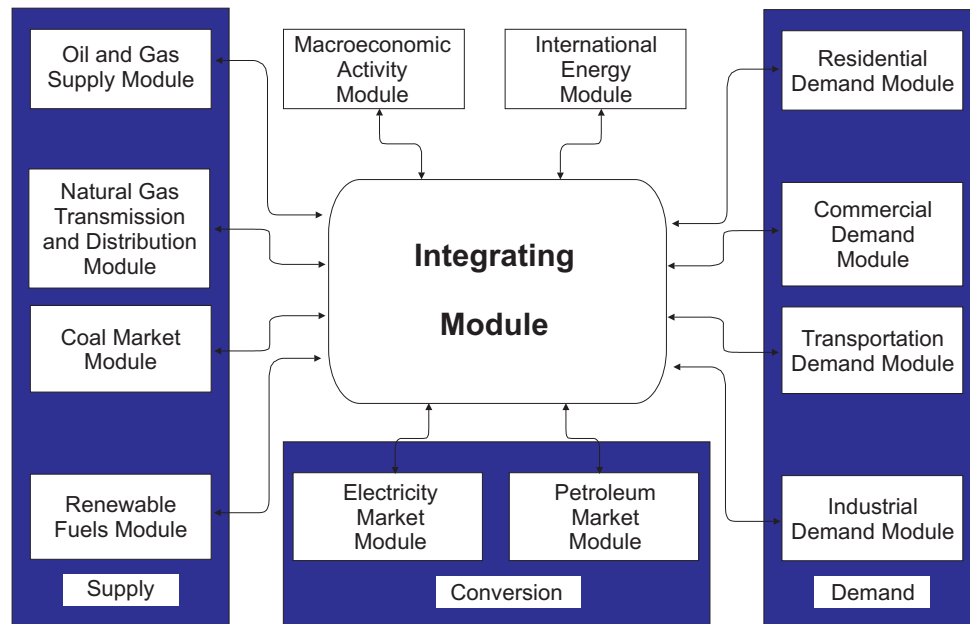 Oil and Gas
Supply Module
Natural Gas
Transmission
and Distribution
Module
Coal Market
Module
Renewable
Fuels Module
Supply
Macroeconomic
Activity
Module
International
Energy
Module
Integrating
Module
Electricity
Market
Module
Petroleum
Market
Module
Conversion
Residential
Demand Module
Commercial
Demand
Module
Transportation
Demand Module
Industrial
Demand Module
Demand